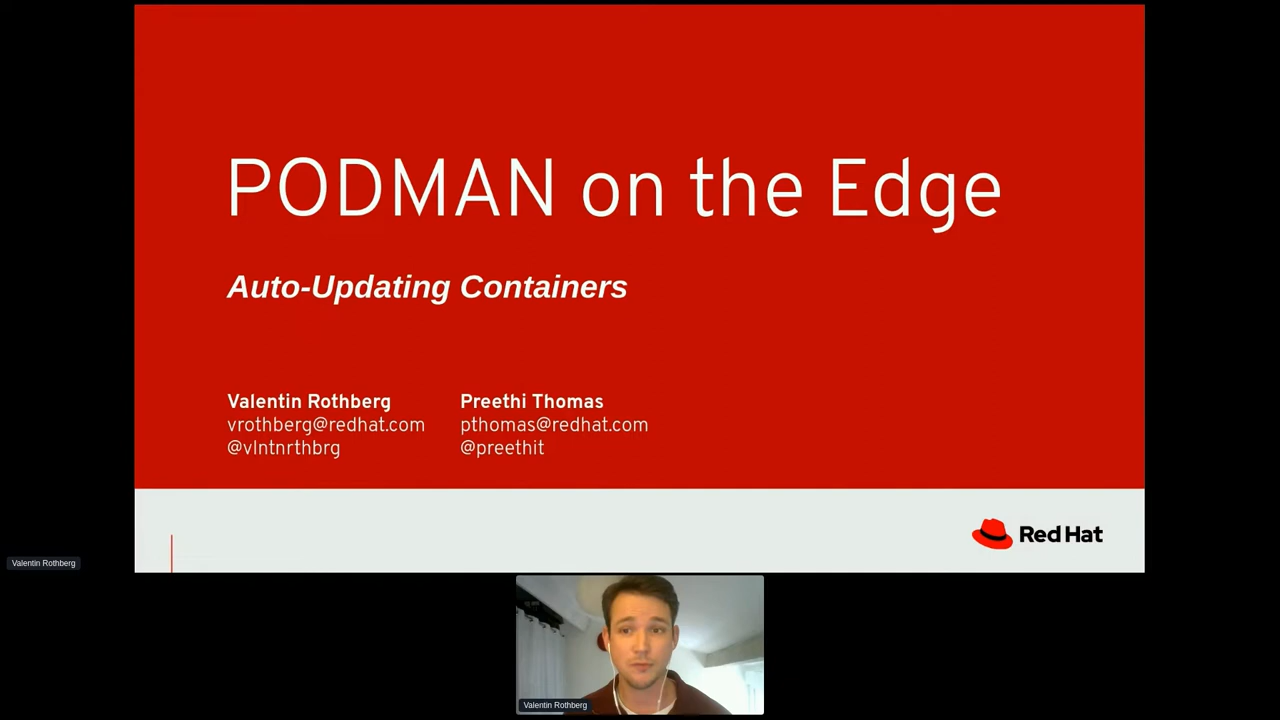 PODMAN on the Edge
Auto-Updating Containers
Valentin Rothberg
vrothberg@redhat.com
@vlntnrthbrg
Preethi Thomas
pthomas@redhat.com
@preethit
Red Hat
Valentin Rothberg
Valentin Rothberg